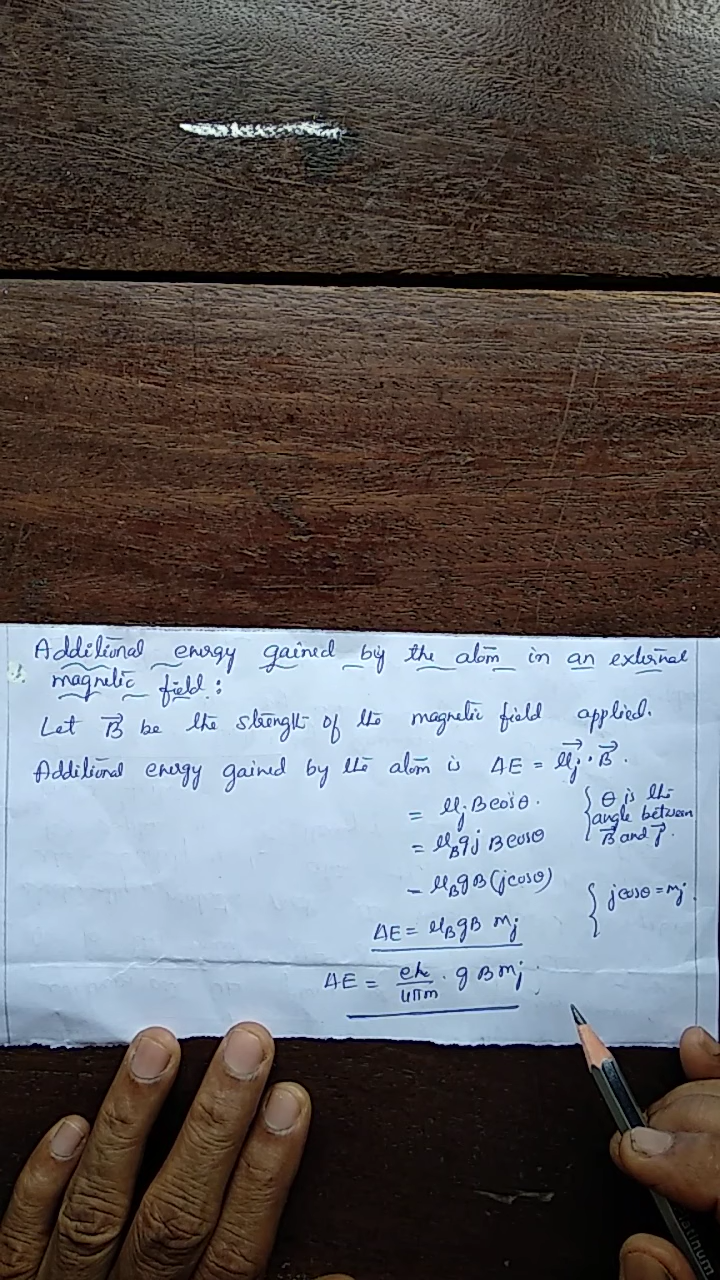 Additional energy gained by the atom in an external
magnetic field :
Let B⃗ be the strength of the magnetic field applied.
Additional energy gained by the atom is ΔE = μ⃗j · B⃗ .
= μj B cosθ . { θ is the
angle between
B⃗ and J⃗ .
= μB g j B cosθ
= μB g B (j cosθ) { j cosθ = mj .
ΔE = μB g B mj
ΔE = eh/4πm . g B mj .
platinum